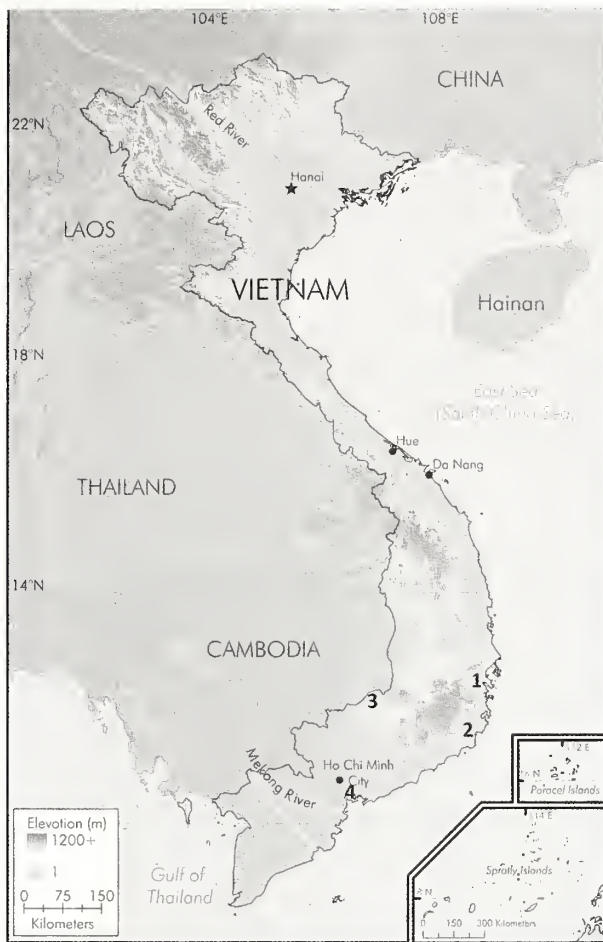 104°E 108°E
CHINA
22°N
Red River
Hanoi
LAOS
VIETNAM
Hainan
18°N
East Sea
(South China Sea)
Hue
Da Nang
THAILAND
14°N
CAMBODIA
1
3
2
Ho Chi Minh
City
4
Mekong River
112 E
Paracel Islands
Elevation (m)
1200+
1
0 75 150
Kilometers
Gulf of
Thailand
114 E
Spratly Islands
0 150 300 Kilometers